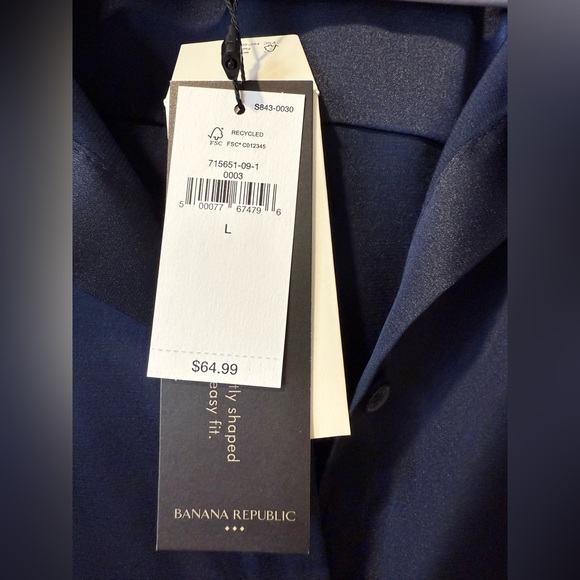 S843-0030
RECYCLED
FSC FSC® C012345
715651-09-1
0003
5 00077 67479 6
L
$64.99
tly shaped
easy fit.
BANANA REPUBLIC